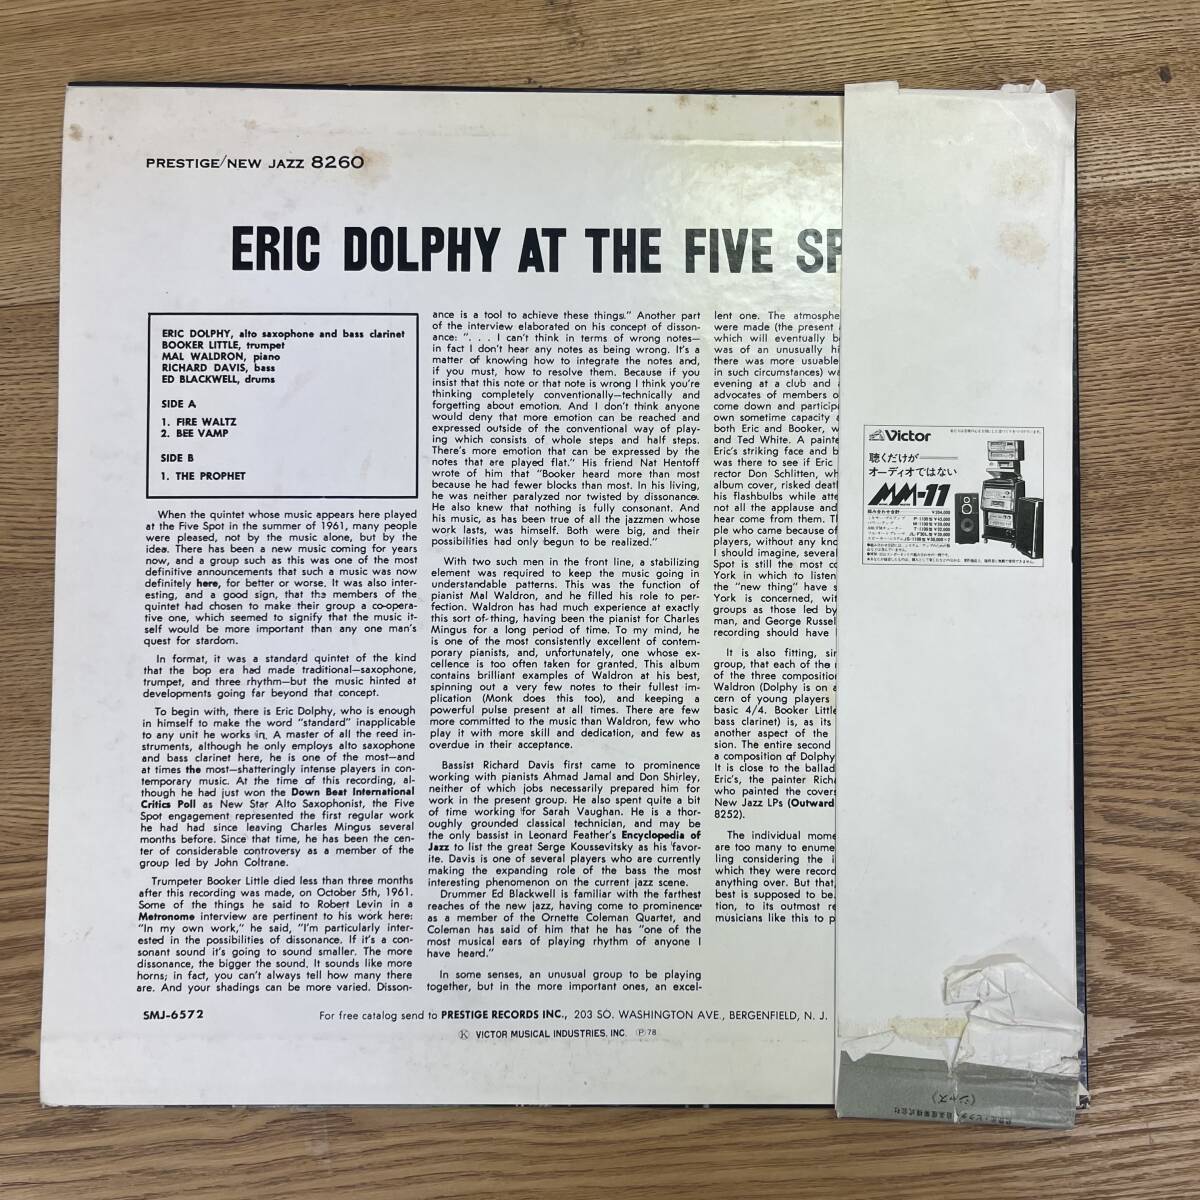 PRESTIGE/NEW JAZZ 8260
ERIC DOLPHY AT THE FIVE SP
ERIC DOLPHY, alto saxophone and bass clarinet
BOOKER LITTLE, trumpet
MAL WALDRON, piano
RICHARD DAVIS, bass
ED BLACKWELL, drums
SIDE A
1. FIRE WALTZ
2. BEE VAMP
SIDE B
1. THE PROPHET
When the quintet whose music appears here played
at the Five Spot in the summer of 1961, many people
were pleased, not by the music alone, but by the
idea. There has been a new music coming for years
now, and a group such as this was one of the most
definitive announcements that such a music was now
definitely here, for better or worse. It was also inter-
esting, and a good sign, that the members of the
quintet had chosen to make their group a co-opera-
tive one, which seemed to signify that the music it-
self would be more important than any one man's
quest for stardom.
In format, it was a standard quintet of the kind
that the bop era had made traditional—saxophone,
trumpet, and three rhythm—but the music hinted at
developments going far beyond that concept.
To begin with, there is Eric Dolphy, who is enough
in himself to make the word "standard" inapplicable
to any unit he works in. A master of all the reed in-
struments, although he only employs alto saxophone
and bass clarinet here, he is one of the most—and
at times the most—shatteringly intense players in con-
temporary music. At the time of this recording, al-
though he had just won the Down Beat International
Critics Poll as New Star Alto Saxophonist, the Five
Spot engagement represented the first regular work
he had had since leaving Charles Mingus several
months before. Since that time, he has been the cen-
ter of considerable controversy as a member of the
group led by John Coltrane.
Trumpeter Booker Little died less than three months
after this recording was made, on October 5th, 1961.
Some of the things he said to Robert Levin in a
Metronome interview are pertinent to his work here:
"In my own work," he said, "I'm particularly inter-
ested in the possibilities of dissonance. If it's a con-
sonant sound it's going to sound smaller. The more
dissonance, the bigger the sound. It sounds like more
horns; in fact, you can't always tell how many there
are. And your shadings can be more varied. Disson-
ance is a tool to achieve these things." Another part
of the interview elaborated on his concept of disson-
ance: ". . . I can't think in terms of wrong notes—
in fact I don't hear any notes as being wrong. It's a
matter of knowing how to integrate the notes and,
if you must, how to resolve them. Because if you
insist that this note or that note is wrong I think you're
thinking completely conventionally—technically and
forgetting about emotion. And I don't think anyone
would deny that more emotion can be reached and
expressed outside of the conventional way of play-
ing which consists of whole steps and half steps.
There's more emotion that can be expressed by the
notes that are played flat." His friend Nat Hentoff
wrote of him that "Booker heard more than most
because he had fewer blocks than most. In his living,
he was neither paralyzed nor twisted by dissonance.
He also knew that nothing is fully consonant. And
his music, as has been true of all the jazzmen whose
work lasts, was himself. Both were big, and their
possibilities had only begun to be realized."
With two such men in the front line, a stabilizing
element was required to keep the music going in
understandable patterns. This was the function of
pianist Mal Waldron, and he filled his role to per-
fection. Waldron has had much experience at exactly
this sort of thing, having been the pianist for Charles
Mingus for a long period of time. To my mind, he
is one of the most consistently excellent of contem-
porary pianists, and, unfortunately, one whose ex-
cellence is too often taken for granted. This album
contains brilliant examples of Waldron at his best,
spinning out a very few notes to their fullest im-
plication (Monk does this too), and keeping a
powerful pulse present at all times. There are few
more committed to the music than Waldron, few who
play it with more skill and dedication, and few as
overdue in their acceptance.
Bassist Richard Davis first came to prominence
working with pianists Ahmad Jamal and Don Shirley,
neither of which jobs necessarily prepared him for
work in the present group. He also spent quite a bit
of time working for Sarah Vaughan. He is a thor-
oughly grounded classical technician, and may be
the only bassist in Leonard Feather's Encyclopedia of
Jazz to list the great Serge Koussevitsky as his favor-
ite. Davis is one of several players who are currently
making the expanding role of the bass the most
interesting phenomenon on the current jazz scene.
Drummer Ed Blackwell is familiar with the farthest
reaches of the new jazz, having come to prominence
as a member of the Ornette Coleman Quartet, and
Coleman has said of him that he has "one of the
most musical ears of playing rhythm of anyone I
have heard."
In some senses, an unusual group to be playing
together, but in the more important ones, an excel-
lent one. The atmosphe
were made (the present
which will eventually b
was of an unusually hi
there was more usuable
in such circumstances) wa
evening at a club and
advocates of members o
come down and particip
own sometime capacity
both Eric and Booker, w
and Ted White. A painte
Eric's striking face and b
was there to see if Eric
rector Don Schlitten, wh
album cover, risked deat
his flashbulbs while atte
not all the applause and
hear come from them. Th
ple who came because of
players, without any kno
I should imagine, several
Spot is still the most co
York in which to listen
the "new thing" have s
York is concerned, wit
groups as those led by
man, and George Russel
recording should have
It is also fitting, sin
group, that each of the
of the three composition
Waldron (Dolphy is on a
cern of young players
basic 4/4. Booker Little
bass clarinet) is, as its
another aspect of the
sion. The entire second
a composition of Dolphy
It is close to the ballad
Eric's, the painter Richa
who painted the covers
New Jazz LPs (Outward
8252).
The individual mome
are too many to enume
ling considering the i
which they were record
anything over. But that,
best is supposed to be.
tion, to its outmost re
musicians like this to p
SMJ-6572
For free catalog send to PRESTIGE RECORDS INC., 203 SO. WASHINGTON AVE., BERGENFIELD, N. J.
Ⓚ VICTOR MUSICAL INDUSTRIES, INC. Ⓟ 78
Victor
聴くだけが——
オーディオではない
MM-11
《ジャズ》